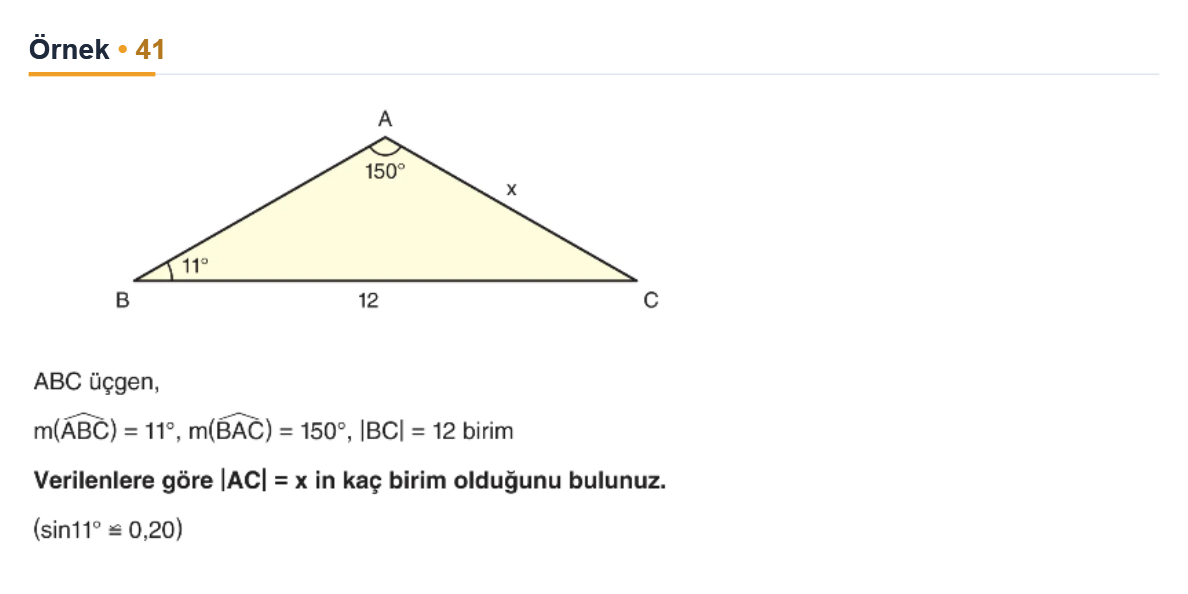 Örnek • 41
A
150°
x
11°
B
12
C
ABC üçgen,
m(ABC) = 11°, m(BAC) = 150°, |BC| = 12 birim
Verilenlere göre |AC| = x in kaç birim olduğunu bulunuz.
(sin11° ≌ 0,20)